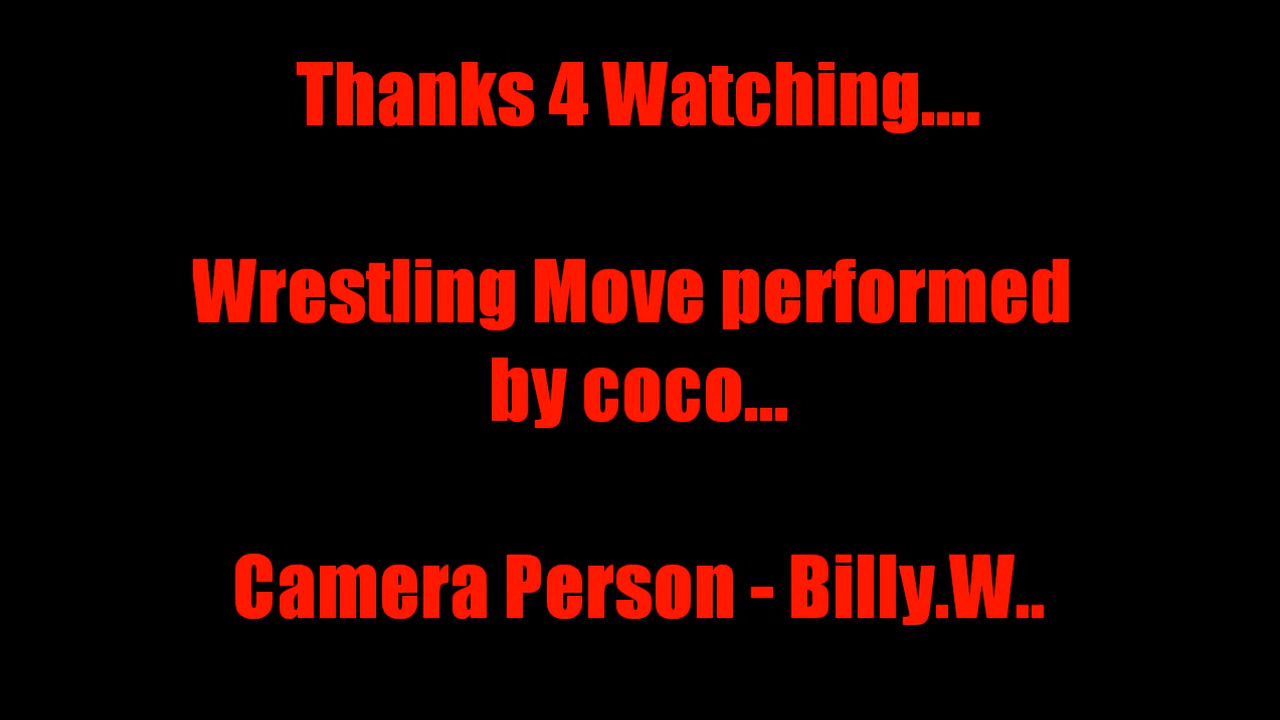 Thanks 4 Watching....
Wrestling Move performed
by coco...
Camera Person - Billy.W..